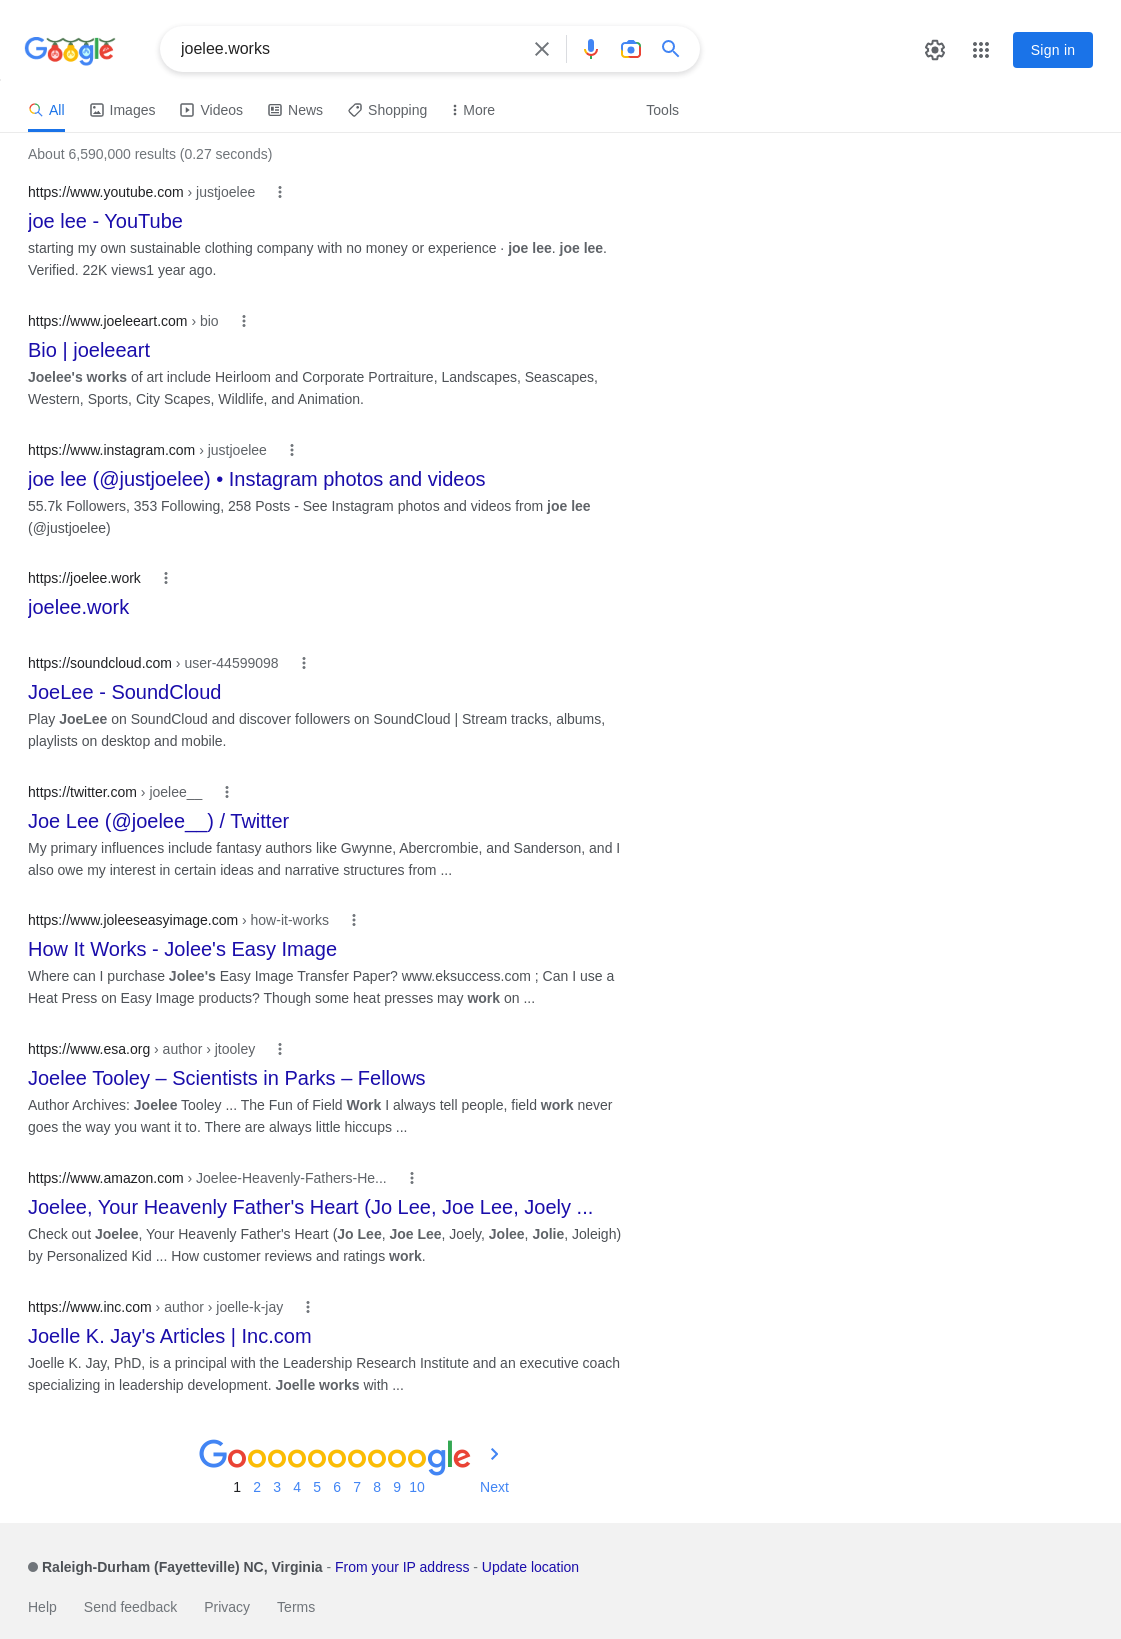 Google
joelee.works
Sign in
All
Images
Videos
News
Shopping
More
Tools
About 6,590,000 results (0.27 seconds)
https://www.youtube.com › justjoelee
joe lee - YouTube
starting my own sustainable clothing company with no money or experience · joe lee. joe lee.
Verified. 22K views1 year ago.
https://www.joeleeart.com › bio
Bio | joeleeart
Joelee's works of art include Heirloom and Corporate Portraiture, Landscapes, Seascapes,
Western, Sports, City Scapes, Wildlife, and Animation.
https://www.instagram.com › justjoelee
joe lee (@justjoelee) • Instagram photos and videos
55.7k Followers, 353 Following, 258 Posts - See Instagram photos and videos from joe lee
(@justjoelee)
https://joelee.work
joelee.work
https://soundcloud.com › user-44599098
JoeLee - SoundCloud
Play JoeLee on SoundCloud and discover followers on SoundCloud | Stream tracks, albums,
playlists on desktop and mobile.
https://twitter.com › joelee__
Joe Lee (@joelee__) / Twitter
My primary influences include fantasy authors like Gwynne, Abercrombie, and Sanderson, and I
also owe my interest in certain ideas and narrative structures from ...
https://www.joleeseasyimage.com › how-it-works
How It Works - Jolee's Easy Image
Where can I purchase Jolee's Easy Image Transfer Paper? www.eksuccess.com ; Can I use a
Heat Press on Easy Image products? Though some heat presses may work on ...
https://www.esa.org › author › jtooley
Joelee Tooley – Scientists in Parks – Fellows
Author Archives: Joelee Tooley ... The Fun of Field Work I always tell people, field work never
goes the way you want it to. There are always little hiccups ...
https://www.amazon.com › Joelee-Heavenly-Fathers-He...
Joelee, Your Heavenly Father's Heart (Jo Lee, Joe Lee, Joely ...
Check out Joelee, Your Heavenly Father's Heart (Jo Lee, Joe Lee, Joely, Jolee, Jolie, Joleigh)
by Personalized Kid ... How customer reviews and ratings work.
https://www.inc.com › author › joelle-k-jay
Joelle K. Jay's Articles | Inc.com
Joelle K. Jay, PhD, is a principal with the Leadership Research Institute and an executive coach
specializing in leadership development. Joelle works with ...
Goooooooooogle
1 2 3 4 5 6 7 8 9 10 Next
Raleigh-Durham (Fayetteville) NC, Virginia - From your IP address - Update location
Help Send feedback Privacy Terms